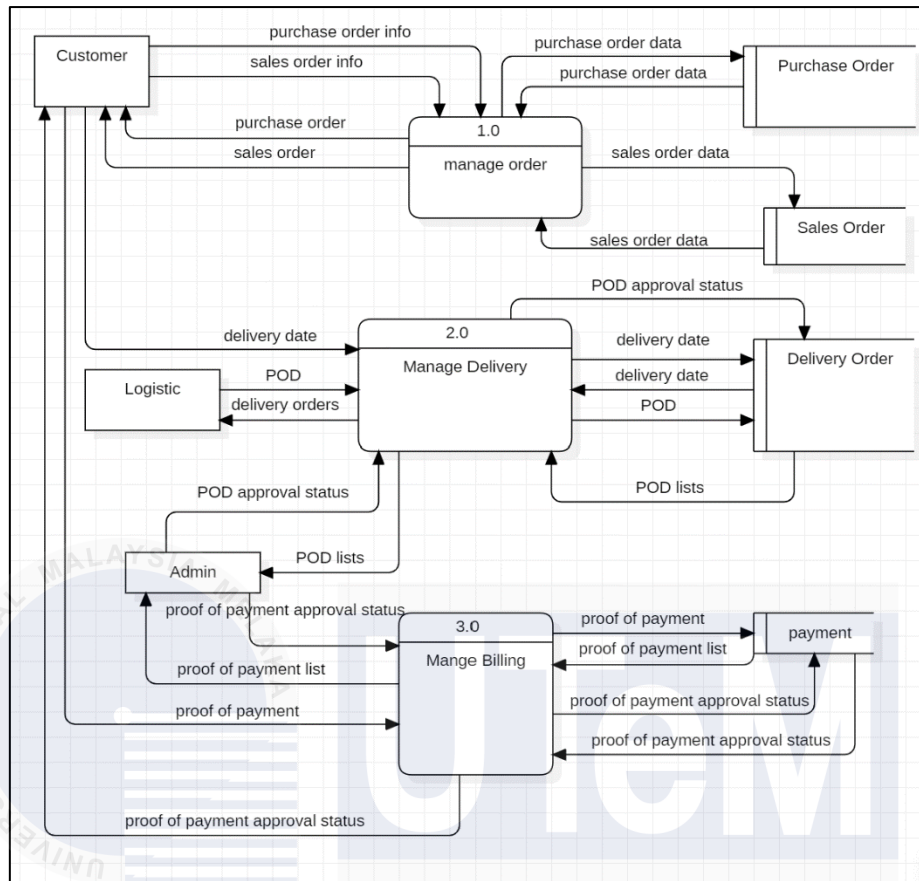 purchase order info
purchase order data
Customer
sales order info
purchase order data
Purchase Order
purchase order
1.0
sales order
manage order
sales order data
Sales Order
sales order data
POD approval status
2.0
delivery date
delivery date
Manage Delivery
Delivery Order
Logistic
POD
delivery date
delivery orders
POD
POD approval status
POD lists
POD lists
Admin
proof of payment approval status
3.0
proof of payment
payment
Mange Billing
proof of payment list
proof of payment list
proof of payment
proof of payment approval status
proof of payment approval status
proof of payment approval status
UTeM
MALAYSIA